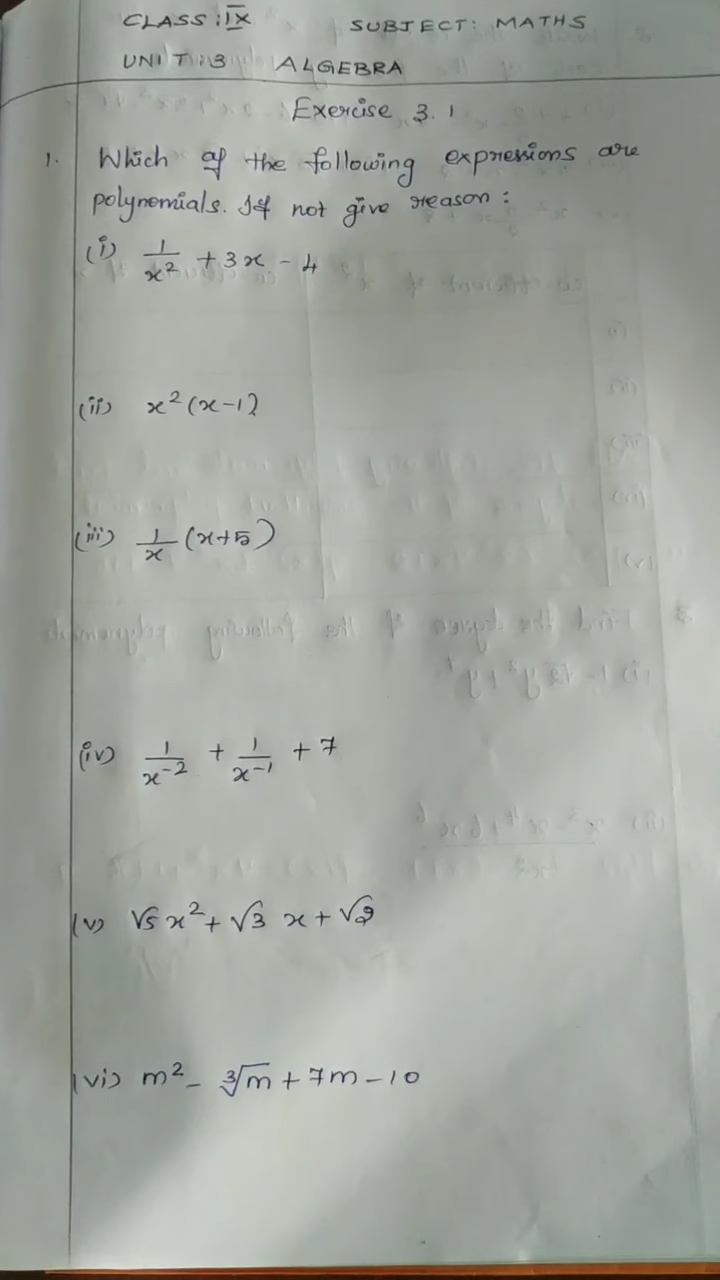 CLASS: IX SUBJECT: MATHS
UNIT: 3 ALGEBRA
Exercise 3.1
1. Which of the following expressions are
polynomials. If not give reason:
(i) 1/x² + 3x - 4
(ii) x²(x-1)
(iii) 1/x (x+5)
(iv) 1/x⁻² + 1/x⁻¹ + 7
(v) √5 x² + √3 x + √2
(vi) m² - ∛m + 7m - 10